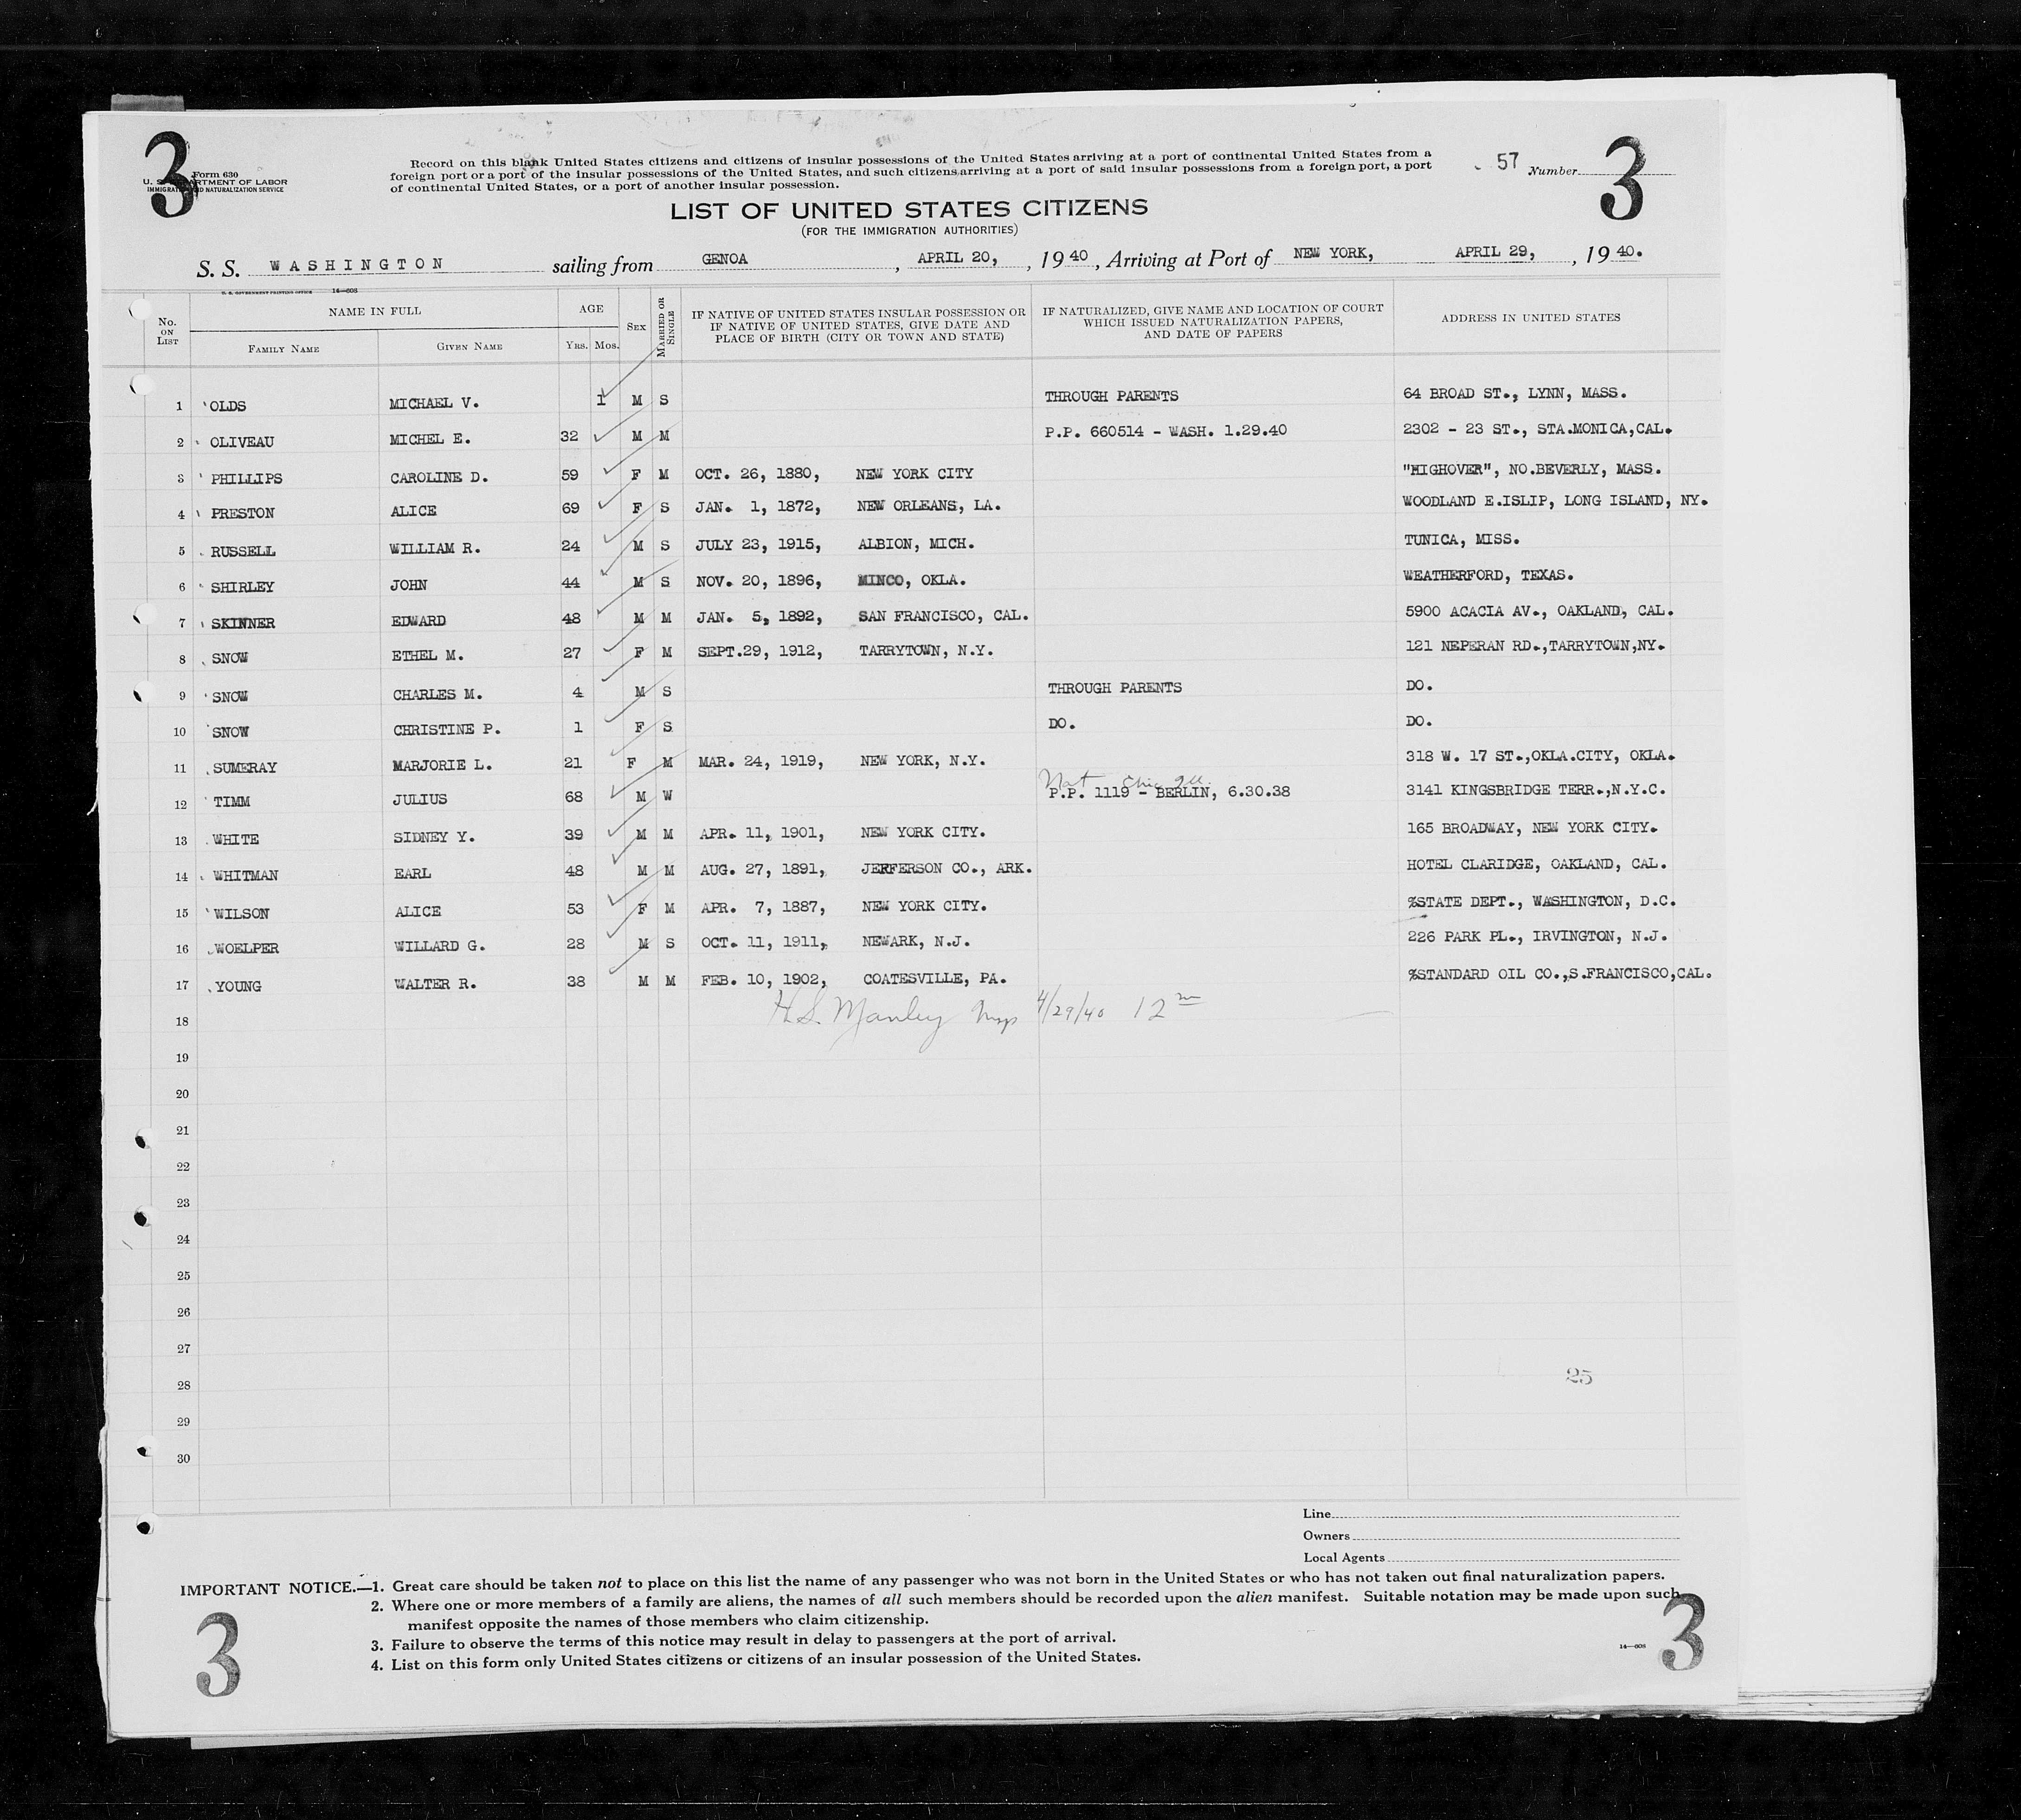 3 3
Form 630
U. S. DEPARTMENT OF LABOR
IMMIGRATION AND NATURALIZATION SERVICE
Record on this blank United States citizens and citizens of insular possessions of the United States arriving at a port of continental United States from a
foreign port or a port of the insular possessions of the United States, and such citizens arriving at a port of said insular possessions from a foreign port, a port
of continental United States, or a port of another insular possession.
57 Number
LIST OF UNITED STATES CITIZENS
(FOR THE IMMIGRATION AUTHORITIES)
S. S. WASHINGTON sailing from GENOA, APRIL 20, 1940, Arriving at Port of NEW YORK, APRIL 29, 1940.
U. S. GOVERNMENT PRINTING OFFICE 14—608
No. ON LIST NAME IN FULL FAMILY NAME GIVEN NAME AGE YRS. MOS. SEX MARRIED OR SINGLE IF NATIVE OF UNITED STATES INSULAR POSSESSION OR IF NATIVE OF UNITED STATES, GIVE DATE AND PLACE OF BIRTH (CITY OR TOWN AND STATE) IF NATURALIZED, GIVE NAME AND LOCATION OF COURT WHICH ISSUED NATURALIZATION PAPERS, AND DATE OF PAPERS ADDRESS IN UNITED STATES
1 OLDS MICHAEL V. 1 M S THROUGH PARENTS 64 BROAD ST., LYNN, MASS.
2 OLIVEAU MICHEL E. 32 M M P.P. 660514 - WASH. 1.29.40 2302 - 23 ST., STA.MONICA,CAL.
3 PHILLIPS CAROLINE D. 59 F M OCT. 26, 1880, NEW YORK CITY "HIGHOVER", NO.BEVERLY, MASS.
4 PRESTON ALICE 69 F S JAN. 1, 1872, NEW ORLEANS, LA. WOODLAND E.ISLIP, LONG ISLAND, NY.
5 RUSSELL WILLIAM R. 24 M S JULY 23, 1915, ALBION, MICH. TUNICA, MISS.
6 SHIRLEY JOHN 44 M S NOV. 20, 1896, MINCO, OKLA. WEATHERFORD, TEXAS.
7 SKINNER EDWARD 48 M M JAN. 5, 1892, SAN FRANCISCO, CAL. 5900 ACACIA AV., OAKLAND, CAL.
8 SNOW ETHEL M. 27 F M SEPT.29, 1912, TARRYTOWN, N.Y. 121 NEPERAN RD.,TARRYTOWN,NY.
9 SNOW CHARLES M. 4 M S THROUGH PARENTS DO.
10 SNOW CHRISTINE P. 1 F S DO. DO.
11 SUMERAY MARJORIE L. 21 F M MAR. 24, 1919, NEW YORK, N.Y. 318 W. 17 ST.,OKLA.CITY, OKLA.
Nat Chic Ill.
12 TIMM JULIUS 68 M W P.P. 1119 - BERLIN, 6.30.38 3141 KINGSBRIDGE TERR.,N.Y.C.
13 WHITE SIDNEY Y. 39 M M APR. 11, 1901, NEW YORK CITY. 165 BROADWAY, NEW YORK CITY.
14 WHITMAN EARL 48 M M AUG. 27, 1891, JEFFERSON CO., ARK. HOTEL CLARIDGE, OAKLAND, CAL.
15 WILSON ALICE 53 F M APR. 7, 1887, NEW YORK CITY. %STATE DEPT., WASHINGTON, D.C.
16 WOELPER WILLARD G. 28 M S OCT. 11, 1911, NEWARK, N.J. 226 PARK PL., IRVINGTON, N.J.
17 YOUNG WALTER R. 38 M M FEB. 10, 1902, COATESVILLE, PA. %STANDARD OIL CO.,S.FRANCISCO,CAL.
H.S. Manley Insp 4/29/40 12 m
18
19
20
21
22
23
24
25
26
27
25
28
29
30
Line
Owners
Local Agents
IMPORTANT NOTICE.—1. Great care should be taken not to place on this list the name of any passenger who was not born in the United States or who has not taken out final naturalization papers.
2. Where one or more members of a family are aliens, the names of all such members should be recorded upon the alien manifest. Suitable notation may be made upon such
manifest opposite the names of those members who claim citizenship.
3. Failure to observe the terms of this notice may result in delay to passengers at the port of arrival.
4. List on this form only United States citizens or citizens of an insular possession of the United States.
14—608
3 3